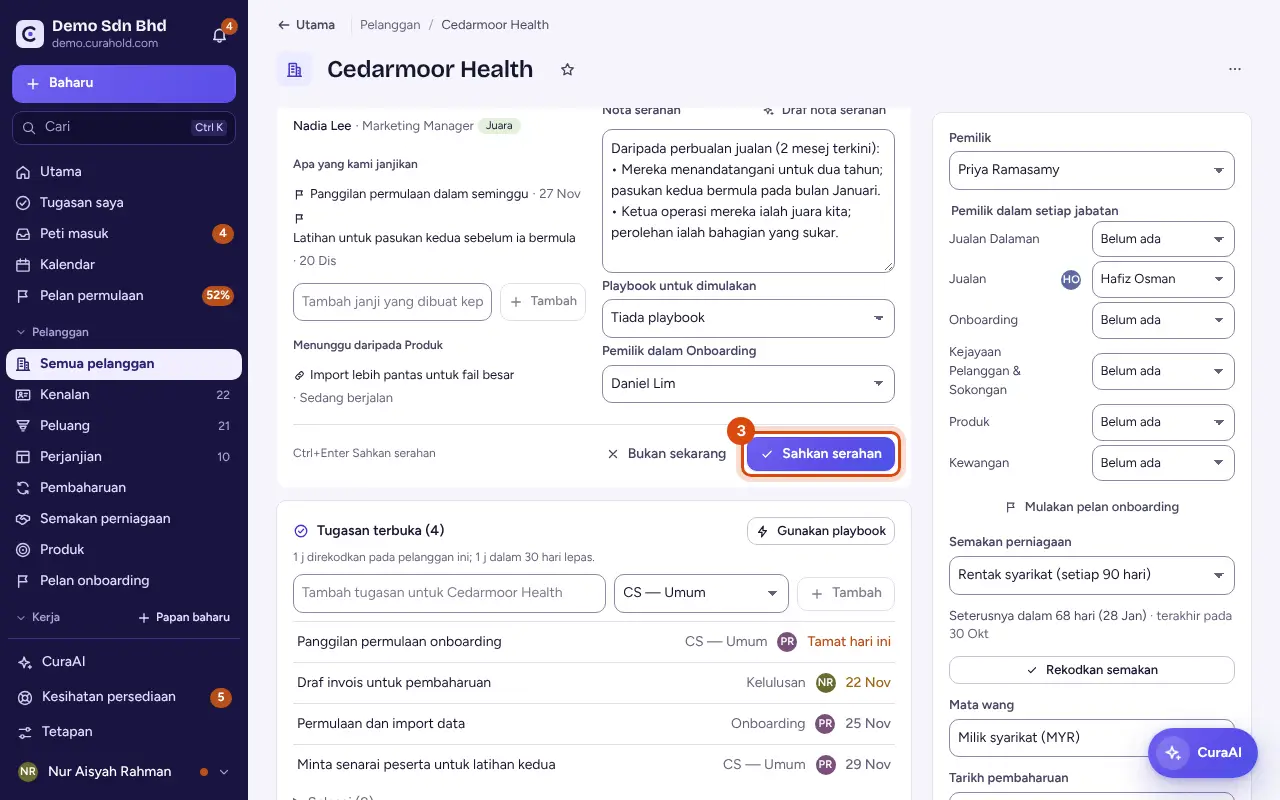 Demo Sdn Bhd
demo.curahold.com
4
Baharu
Cari
Ctrl K
Utama
Tugasan saya
Peti masuk
4
Kalendar
Pelan permulaan
52%
Pelanggan
Semua pelanggan
Kenalan
22
Peluang
21
Perjanjian
10
Pembaharuan
Semakan perniagaan
Produk
Pelan onboarding
Kerja
Papan baharu
CuraAI
Kesihatan persediaan
5
Tetapan
NR
Nur Aisyah Rahman
Utama
Pelanggan / Cedarmoor Health
Cedarmoor Health
Nadia Lee · Marketing Manager
Juara
Apa yang kami janjikan
Panggilan permulaan dalam seminggu · 27 Nov
Latihan untuk pasukan kedua sebelum ia bermula
· 20 Dis
Tambah janji yang dibuat kep
Tambah
Menunggu daripada Produk
Import lebih pantas untuk fail besar
· Sedang berjalan
Nota serahan
Draf nota serahan
Daripada perbualan jualan (2 mesej terkini):
• Mereka menandatangani untuk dua tahun;
pasukan kedua bermula pada bulan Januari.
• Ketua operasi mereka ialah juara kita;
perolehan ialah bahagian yang sukar.
Playbook untuk dimulakan
Tiada playbook
Pemilik dalam Onboarding
Daniel Lim
Ctrl+Enter Sahkan serahan
Bukan sekarang
3
Sahkan serahan
Tugasan terbuka (4)
Gunakan playbook
1 j direkodkan pada pelanggan ini; 1 j dalam 30 hari lepas.
Tambah tugasan untuk Cedarmoor Health
CS — Umum
Tambah
Panggilan permulaan onboarding
CS — Umum
PR
Tamat hari ini
Draf invois untuk pembaharuan
Kelulusan
NR
22 Nov
Permulaan dan import data
Onboarding
PR
25 Nov
Minta senarai peserta untuk latihan kedua
CS — Umum
PR
29 Nov
Pemilik
Priya Ramasamy
Pemilik dalam setiap jabatan
Jualan Dalaman
Belum ada
Jualan
HO
Hafiz Osman
Onboarding
Belum ada
Kejayaan
Pelanggan &
Sokongan
Belum ada
Produk
Belum ada
Kewangan
Belum ada
Mulakan pelan onboarding
Semakan perniagaan
Rentak syarikat (setiap 90 hari)
Seterusnya dalam 68 hari (28 Jan) · terakhir pada
30 Okt
Rekodkan semakan
Mata wang
Milik syarikat (MYR)
CuraAI
Tarikh pembaharuan